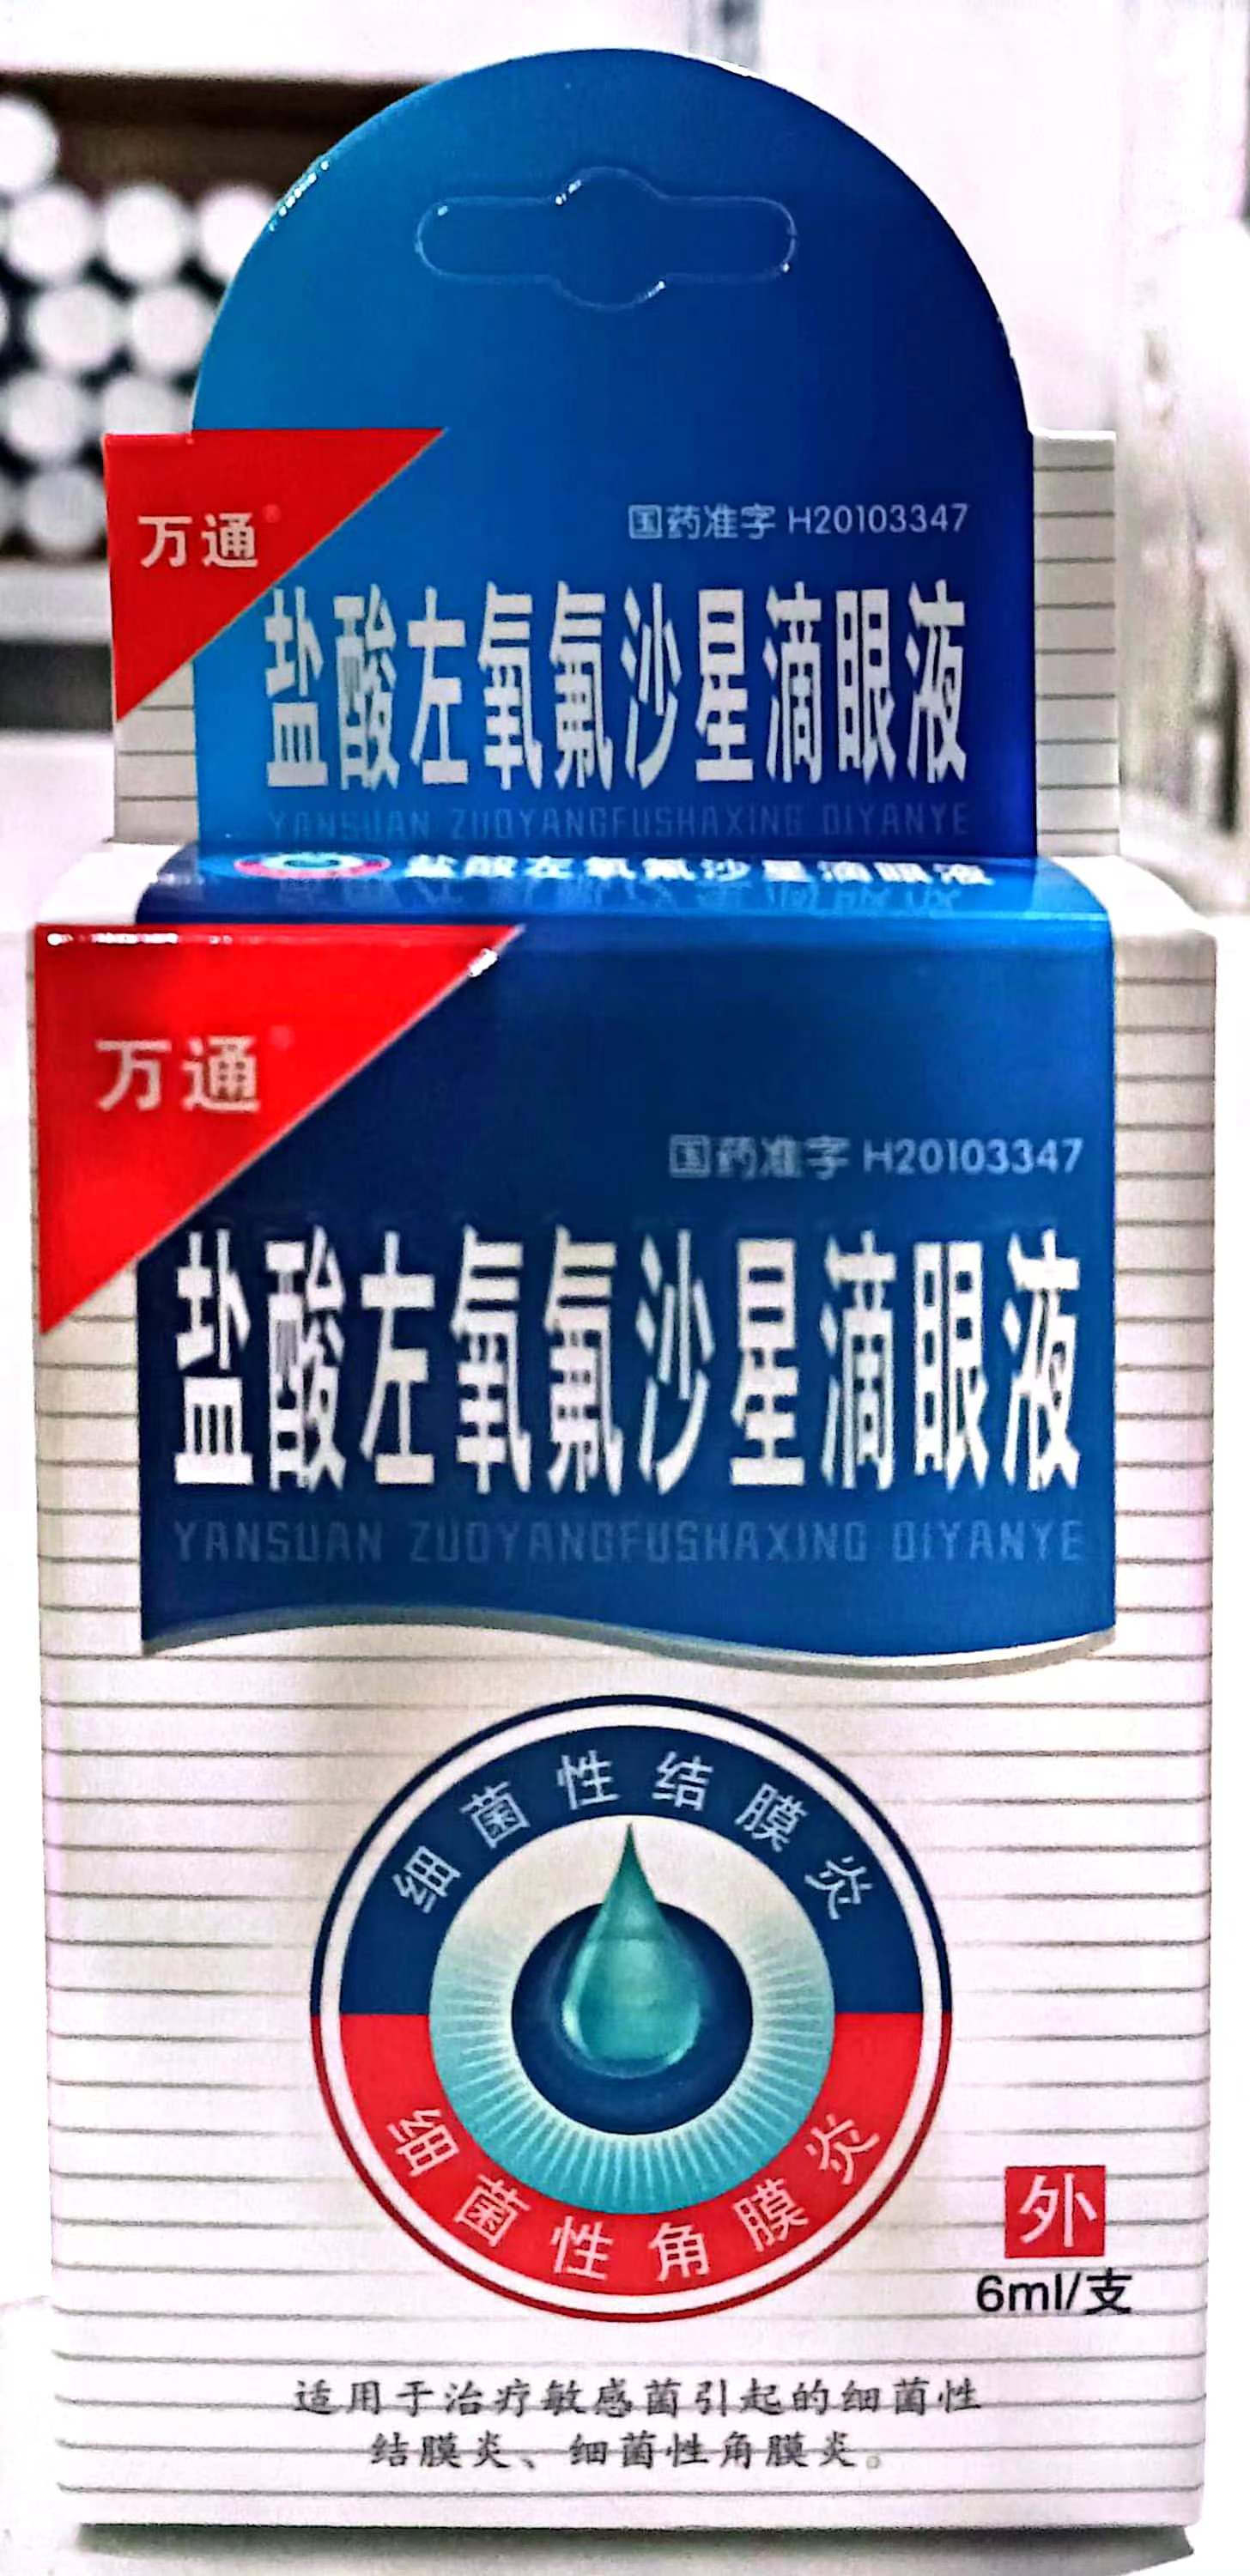 万通
国药准字 H20103347
盐酸左氧氟沙星滴眼液
YANSUAN ZUOYANGFUSHAXING DIYANYE
盐酸左氧氟沙星滴眼液
万通
国药准字 H20103347
盐酸左氧氟沙星滴眼液
YANSUAN ZUOYANGFUSHAXING DIYANYE
细菌性结膜炎
细菌性角膜炎
外
6ml/支
适用于治疗敏感菌引起的细菌性
结膜炎、细菌性角膜炎。